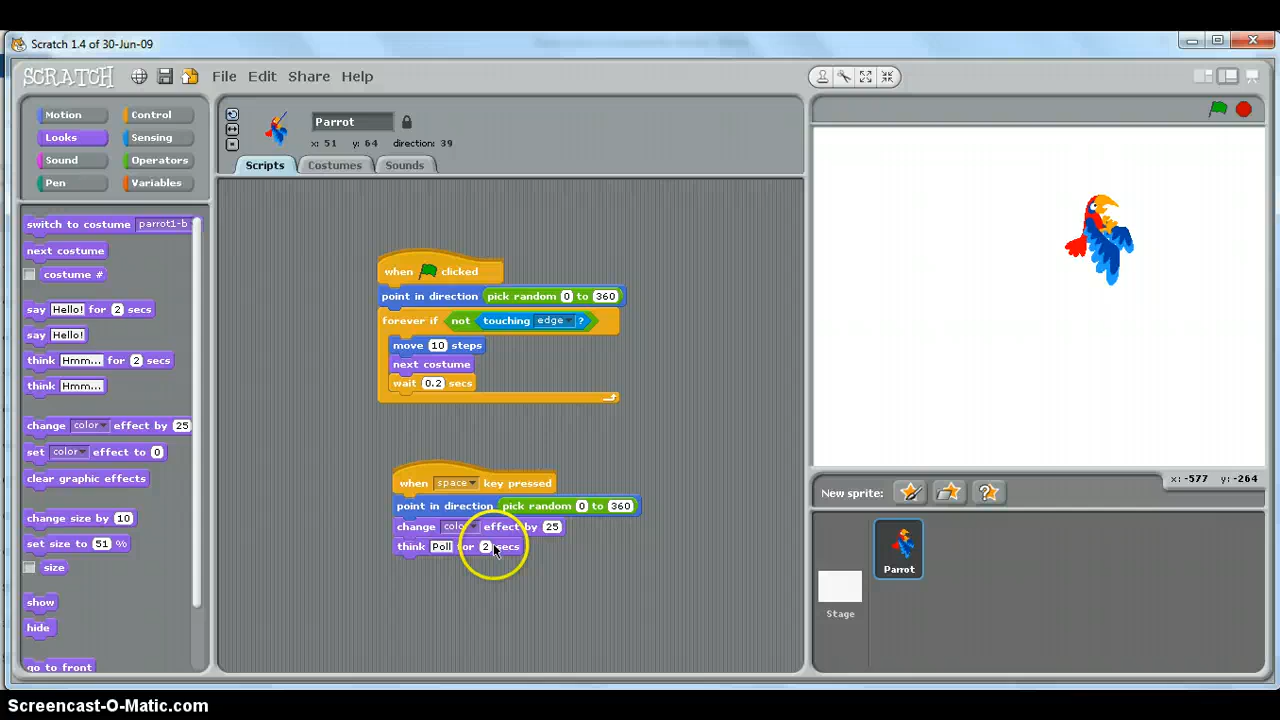 Scratch 1.4 of 30-Jun-09
SCRATCH File Edit Share Help
Motion Control
Looks Sensing
Sound Operators
Pen Variables
switch to costume parrot1-b
next costume
costume #
say Hello! for 2 secs
say Hello!
think Hmm... for 2 secs
think Hmm...
change color effect by 25
set color effect to 0
clear graphic effects
change size by 10
set size to 51 %
size
show
hide
go to front
Parrot
x: 51 y: 64 direction: 39
Scripts Costumes Sounds
when clicked
point in direction pick random 0 to 360
forever if not touching edge ?
move 10 steps
next costume
wait 0.2 secs
when space key pressed
point in direction pick random 0 to 360
change color effect by 25
think Poll for 2 secs
x: -577 y: -264
New sprite:
Parrot
Stage
Screencast-O-Matic.com